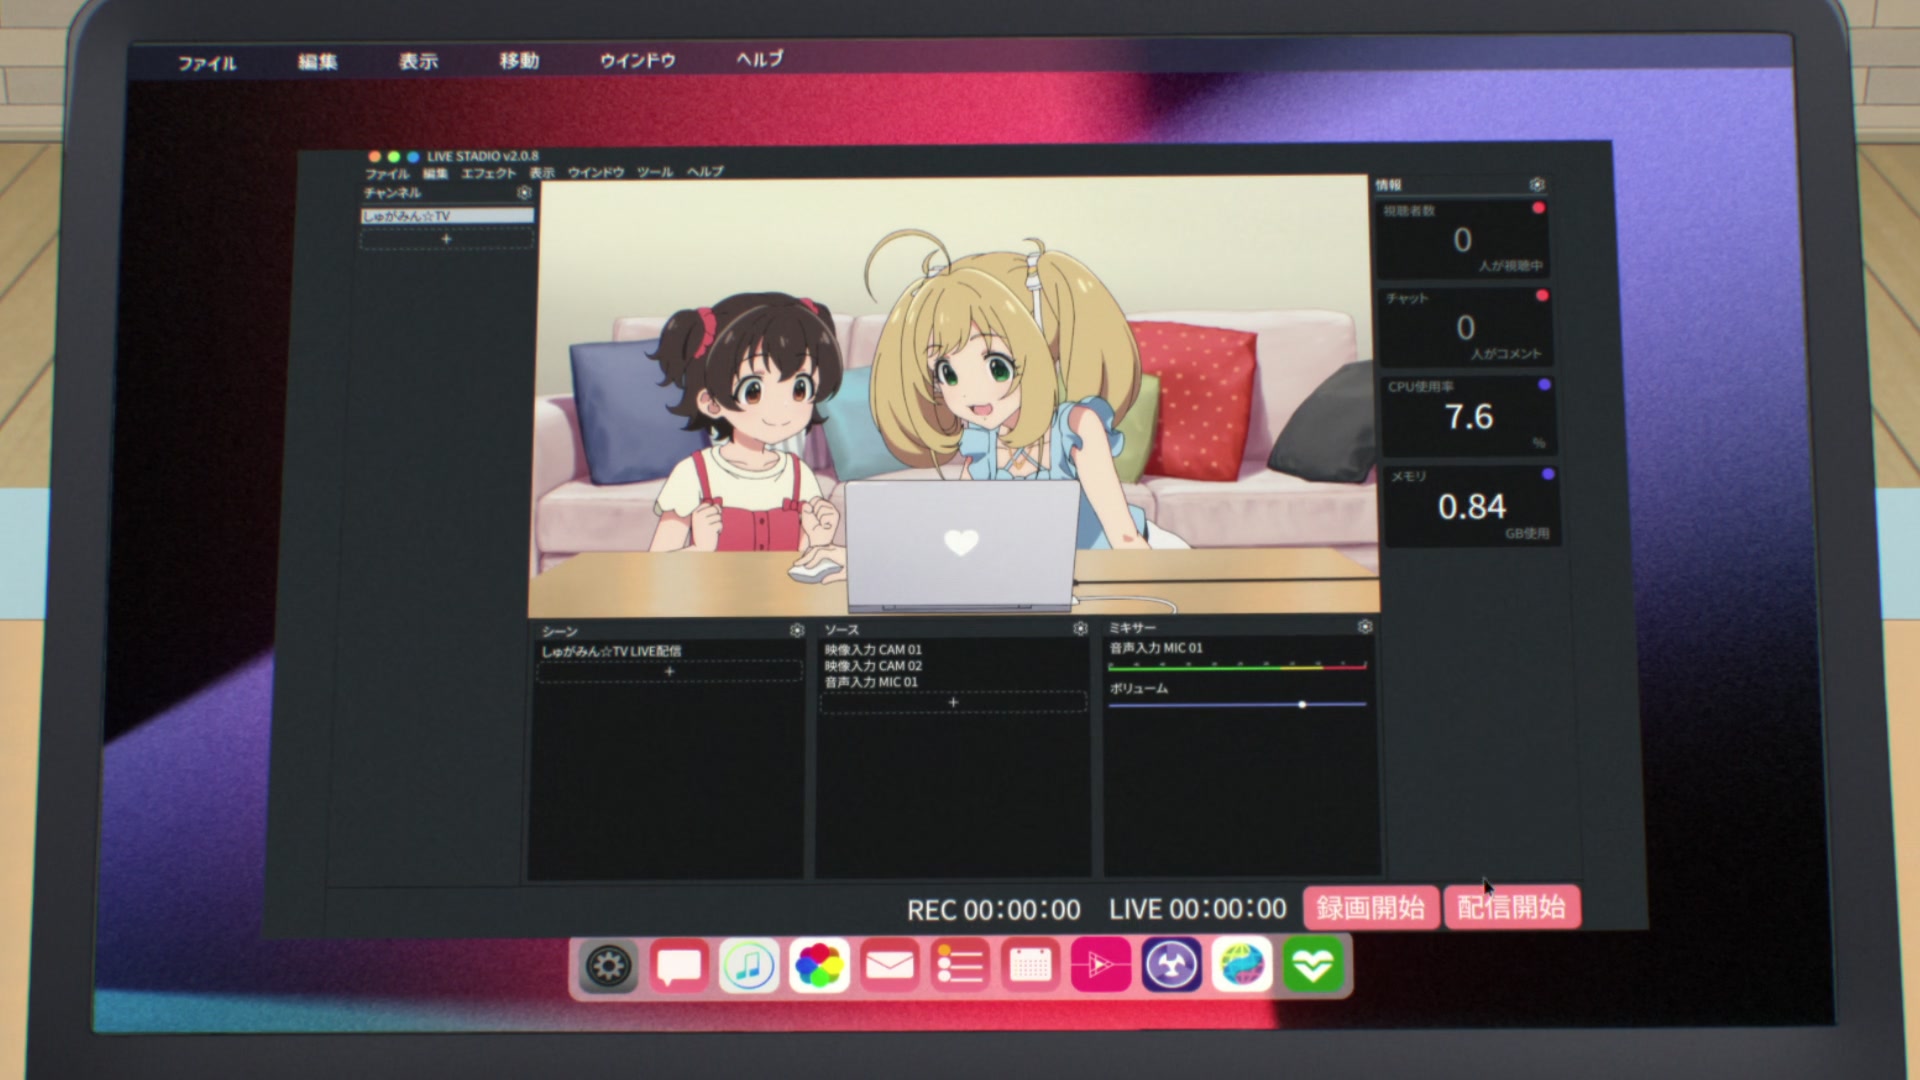 ファイル 編集 表示 移動 ウインドウ ヘルプ
LIVE STADIO v2.0.8
ファイル 編集 エフェクト 表示 ウインドウ ツール ヘルプ
チャンネル
しゅがみん☆TV
+
情報
視聴者数
0
人が視聴中
チャット
0
人がコメント
CPU使用率
7.6
%
メモリ
0.84
GB使用
シーン
しゅがみん☆TV LIVE配信
+
ソース
映像入力 CAM 01
映像入力 CAM 02
音声入力 MIC 01
+
ミキサー
音声入力 MIC 01
ボリューム
REC 00:00:00 LIVE 00:00:00 録画開始 配信開始